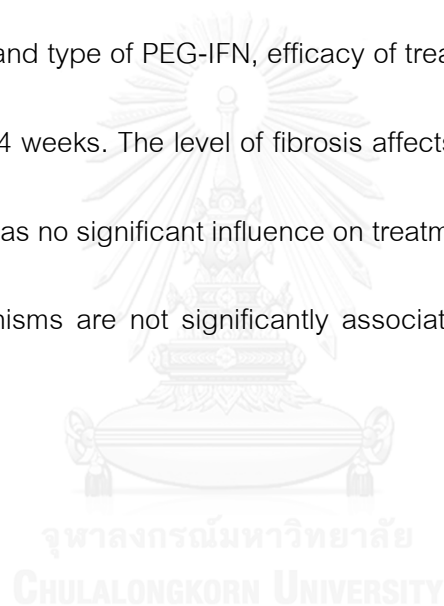 and type of PEG-IFN, efficacy of trea
4 weeks. The level of fibrosis affects
as no significant influence on treatm
nisms are not significantly associat
จุฬาลงกรณ์มหาวิทยาลัย
CHULALONGKORN UNIVERSITY